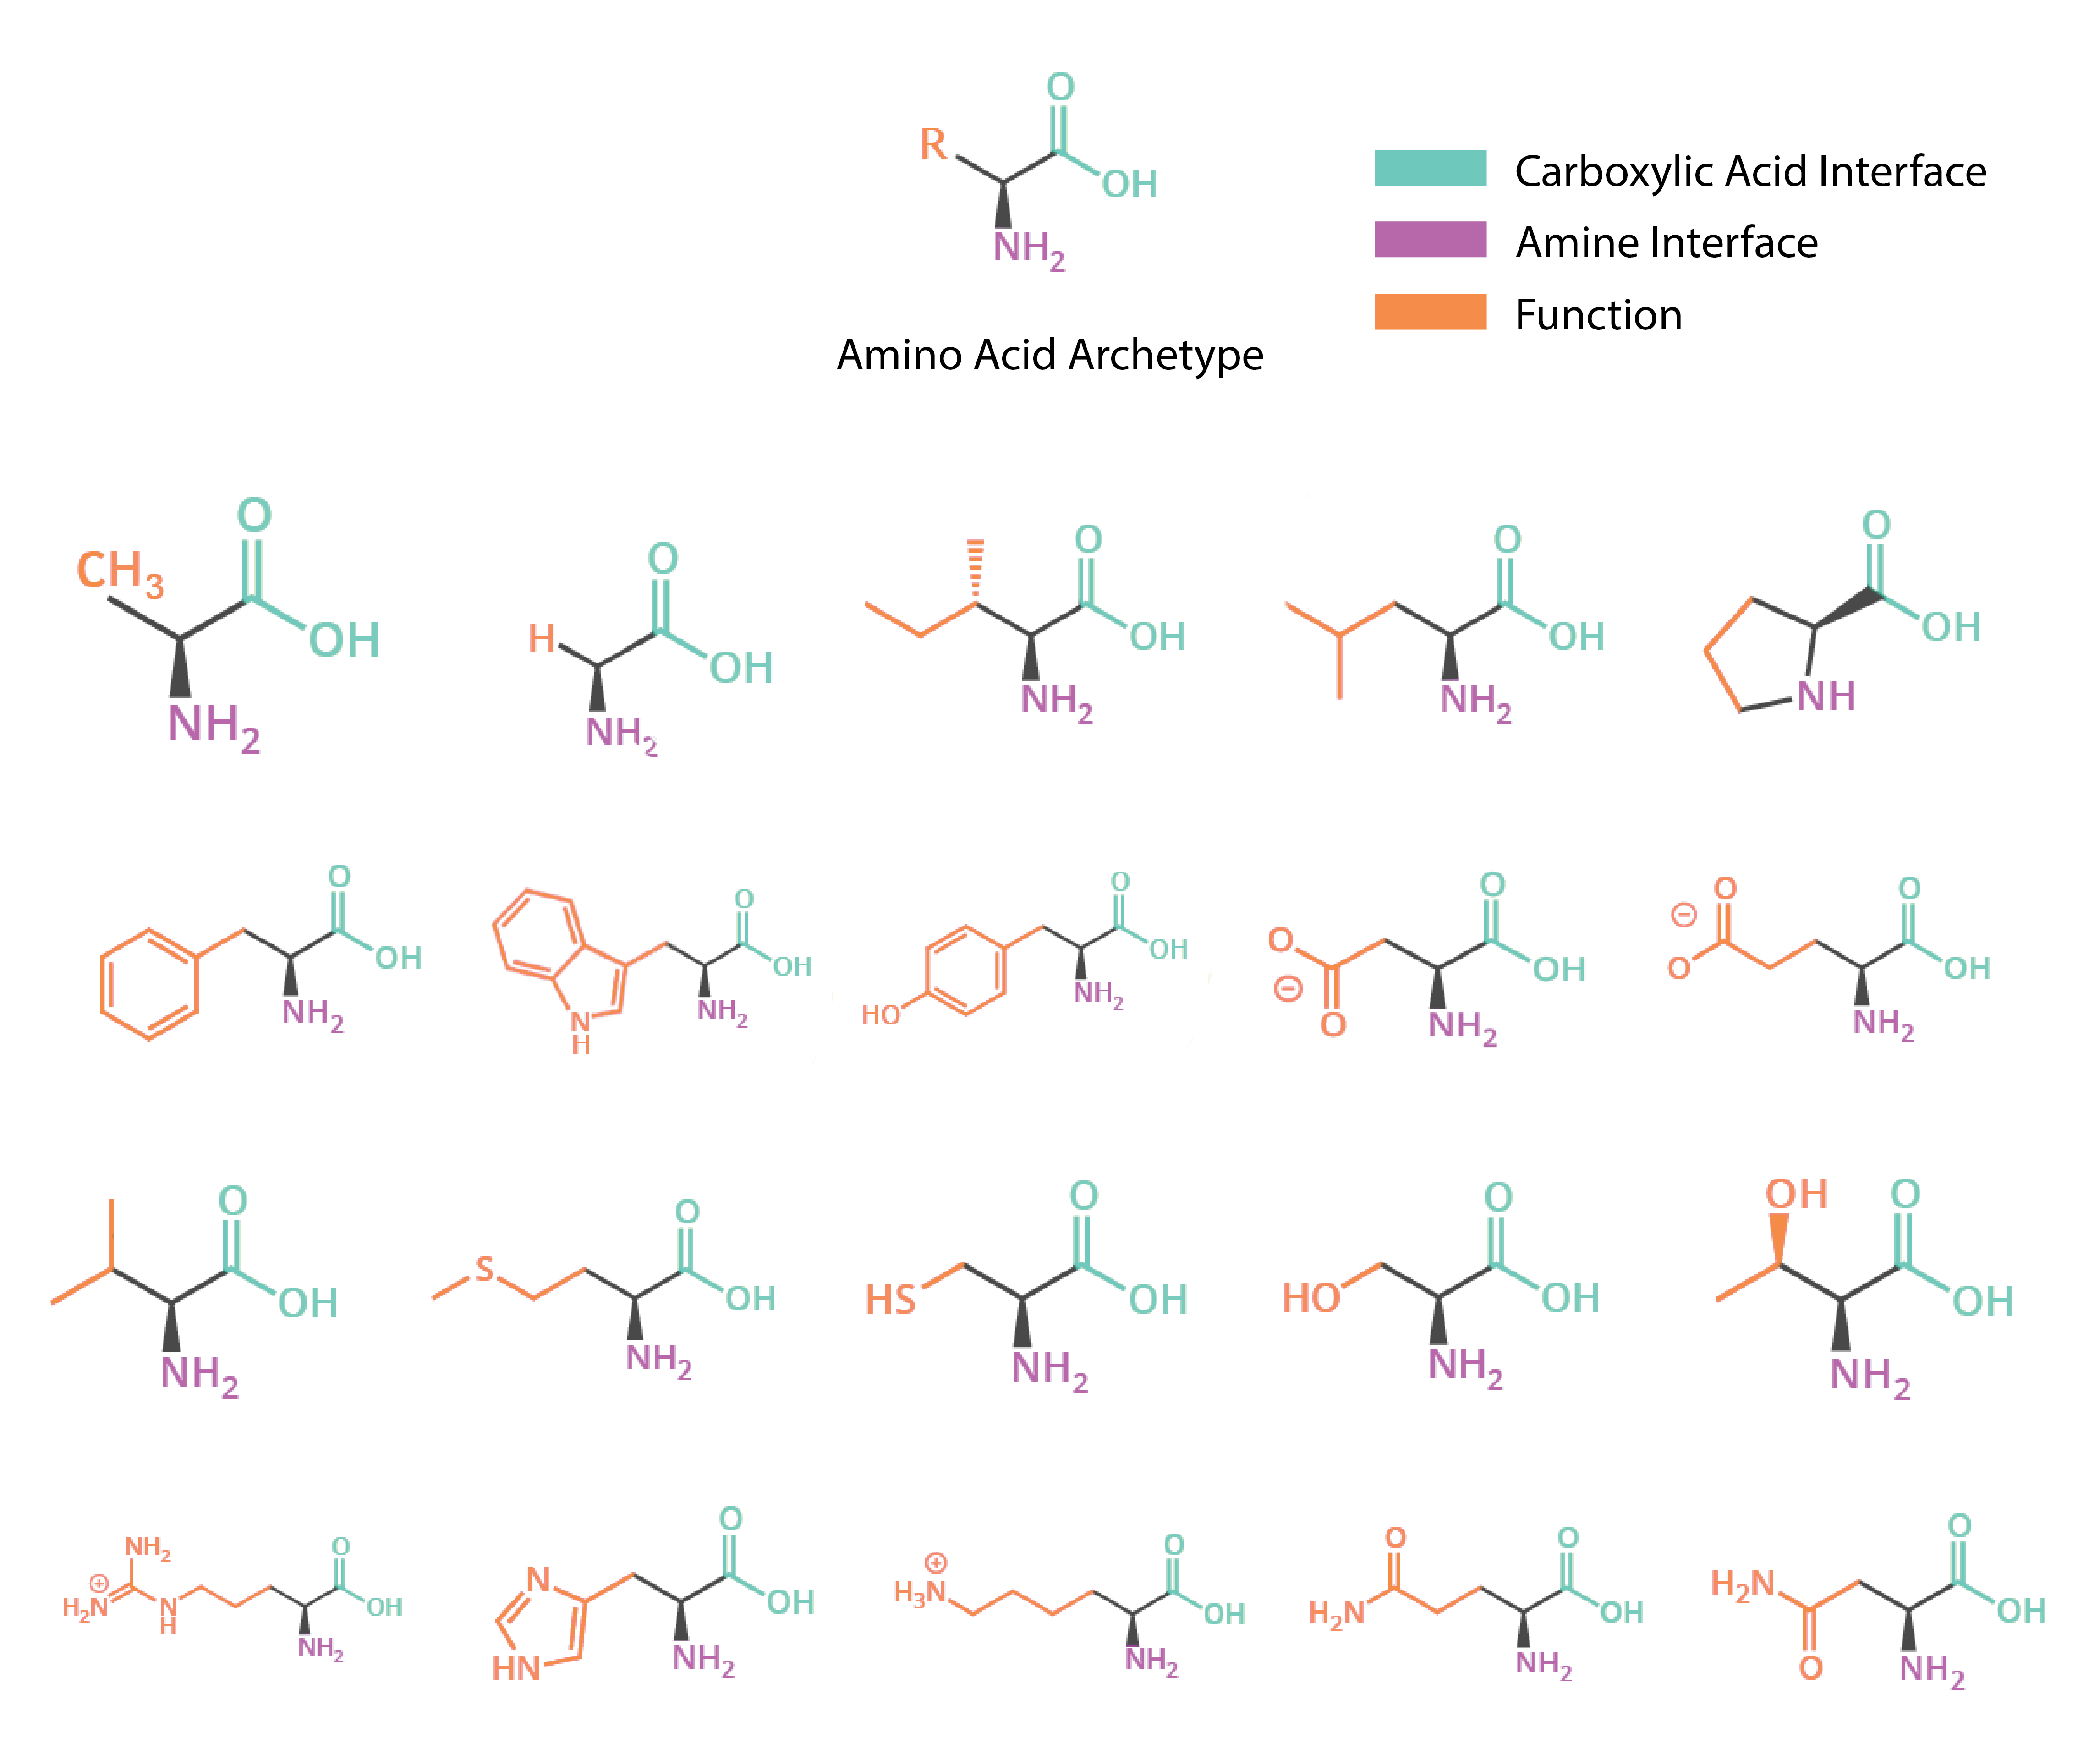 O
R
OH
NH2
Amino Acid Archetype
Carboxylic Acid Interface
Amine Interface
Function
O
CH3
OH
NH2
O
H
OH
NH2
O
OH
NH2
O
OH
NH2
O
OH
NH
O
OH
NH2
O
OH
NH2
N
H
O
OH
NH2
HO
O
O
OH
⊖
O
NH2
O
O
⊖
O
OH
NH2
O
OH
NH2
O
S
OH
NH2
O
HS
OH
NH2
O
HO
OH
NH2
OH
O
OH
NH2
NH2
O
⊕
H2N
N
H
OH
NH2
O
N
OH
HN
NH2
⊕
O
H3N
OH
NH2
O
O
H2N
OH
NH2
O
H2N
OH
O
NH2